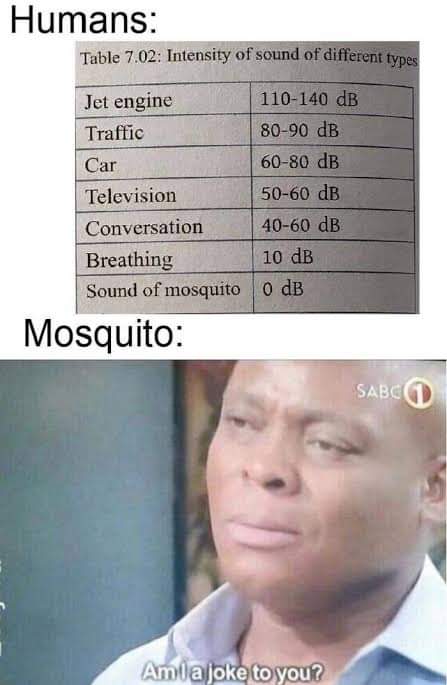 Humans:
Table 7.02: Intensity of sound of different types
Jet engine 110-140 dB
Traffic 80-90 dB
Car 60-80 dB
Television 50-60 dB
Conversation 40-60 dB
Breathing 10 dB
Sound of mosquito 0 dB
Mosquito:
SABC 1
Am I a joke to you?